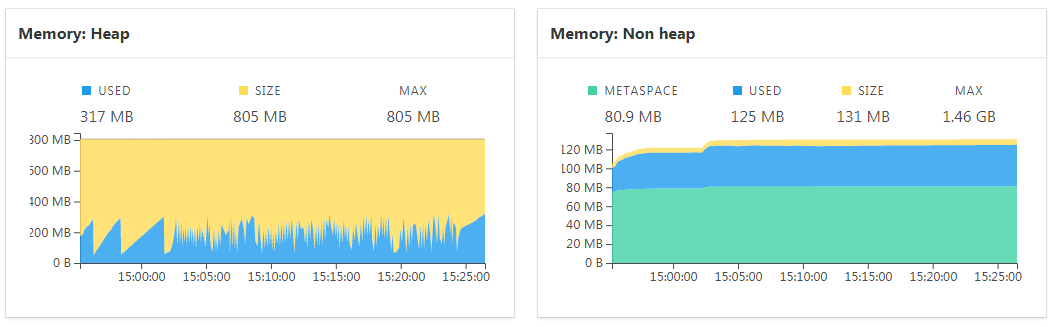 Memory: Heap
USED SIZE MAX
317 MB 805 MB 805 MB
800 MB
600 MB
400 MB
200 MB
0 B
15:00:00 15:05:00 15:10:00 15:15:00 15:20:00 15:25:00
Memory: Non heap
METASPACE USED SIZE MAX
80.9 MB 125 MB 131 MB 1.46 GB
120 MB
100 MB
80 MB
60 MB
40 MB
20 MB
0 B
15:00:00 15:05:00 15:10:00 15:15:00 15:20:00 15:25:00